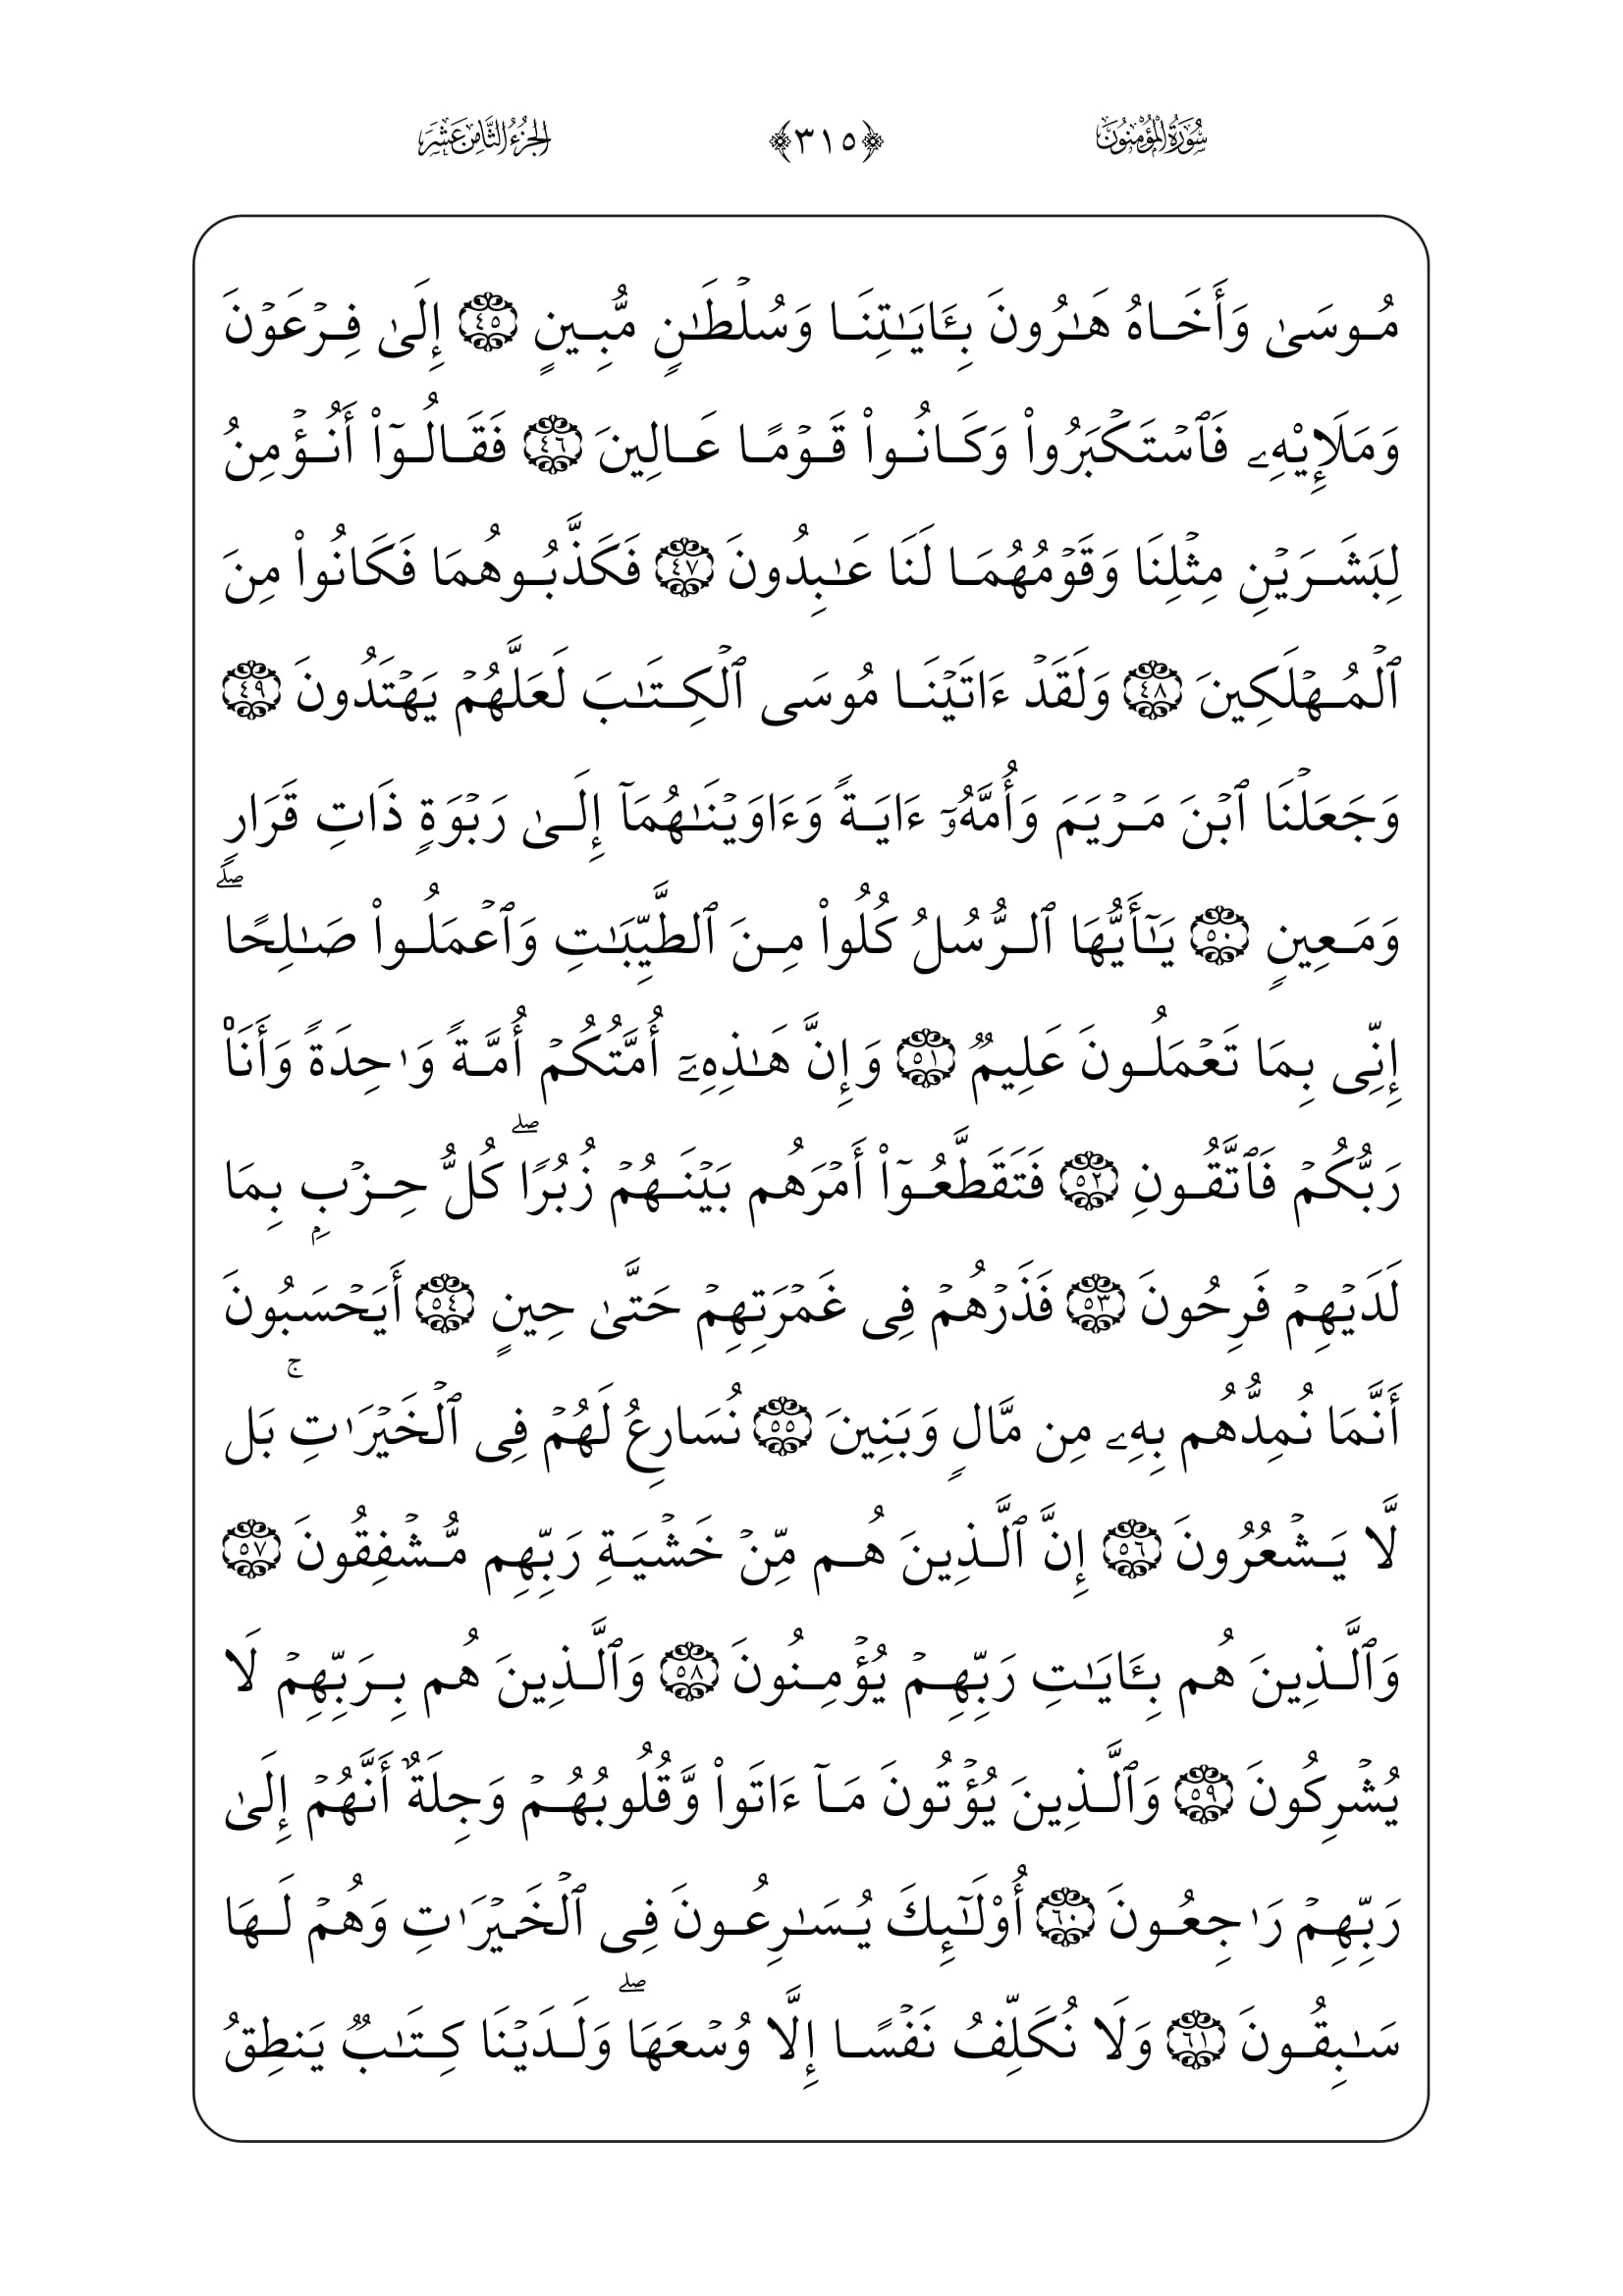 سُورَةُ الْمُؤْمِنُونَ ﴿٣١٥﴾ الجُزْءُ الثَّامِنَ عَشَرَ
مُوسَىٰ وَأَخَاهُ هَـٰرُونَ بِـَٔايَـٰتِنَا وَسُلۡطَـٰنٍ مُّبِينٍ ٤٥ إِلَىٰ فِرۡعَوۡنَ
وَمَلَإِيْهِۦ فَٱسۡتَكۡبَرُواْ وَكَانُواْ قَوۡمًا عَالِينَ ٤٦ فَقَالُوٓاْ أَنُؤۡمِنُ
لِبَشَرَيۡنِ مِثۡلِنَا وَقَوۡمُهُمَا لَنَا عَـٰبِدُونَ ٤٧ فَكَذَّبُوهُمَا فَكَانُواْ مِنَ
ٱلۡمُهۡلَكِينَ ٤٨ وَلَقَدۡ ءَاتَيۡنَا مُوسَى ٱلۡكِتَـٰبَ لَعَلَّهُمۡ يَهۡتَدُونَ ٤٩
وَجَعَلۡنَا ٱبۡنَ مَرۡيَمَ وَأُمَّهُۥٓ ءَايَةً وَءَاوَيۡنَـٰهُمَآ إِلَىٰ رَبۡوَةٍ ذَاتِ قَرَارٍ
وَمَعِينٍ ٥٠ يَـٰٓأَيُّهَا ٱلرُّسُلُ كُلُواْ مِنَ ٱلطَّيِّبَـٰتِ وَٱعۡمَلُواْ صَـٰلِحًاۖ
إِنِّى بِمَا تَعۡمَلُونَ عَلِيمٌ ٥١ وَإِنَّ هَـٰذِهِۦٓ أُمَّتُكُمۡ أُمَّةً وَٰحِدَةً وَأَنَا۠
رَبُّكُمۡ فَٱتَّقُونِ ٥٢ فَتَقَطَّعُوٓاْ أَمۡرَهُم بَيۡنَهُمۡ زُبُرًاۖ كُلُّ حِزۡبِۭ بِمَا
لَدَيۡهِمۡ فَرِحُونَ ٥٣ فَذَرۡهُمۡ فِى غَمۡرَتِهِمۡ حَتَّىٰ حِينٍ ٥٤ أَيَحۡسَبُونَ
أَنَّمَا نُمِدُّهُم بِهِۦ مِن مَّالٍ وَبَنِينَ ٥٥ نُسَارِعُ لَهُمۡ فِى ٱلۡخَيۡرَٰتِۚ بَل
لَّا يَشۡعُرُونَ ٥٦ إِنَّ ٱلَّذِينَ هُم مِّنۡ خَشۡيَةِ رَبِّهِم مُّشۡفِقُونَ ٥٧
وَٱلَّذِينَ هُم بِـَٔايَـٰتِ رَبِّهِمۡ يُؤۡمِنُونَ ٥٨ وَٱلَّذِينَ هُم بِرَبِّهِمۡ لَا
يُشۡرِكُونَ ٥٩ وَٱلَّذِينَ يُؤۡتُونَ مَآ ءَاتَواْ وَّقُلُوبُهُمۡ وَجِلَةٌ أَنَّهُمۡ إِلَىٰ
رَبِّهِمۡ رَٰجِعُونَ ٦٠ أُوْلَـٰٓئِكَ يُسَـٰرِعُونَ فِى ٱلۡخَيۡرَٰتِ وَهُمۡ لَهَا
سَـٰبِقُونَ ٦١ وَلَا نُكَلِّفُ نَفۡسًا إِلَّا وُسۡعَهَاۖ وَلَدَيۡنَا كِتَـٰبٌ يَنطِقُ